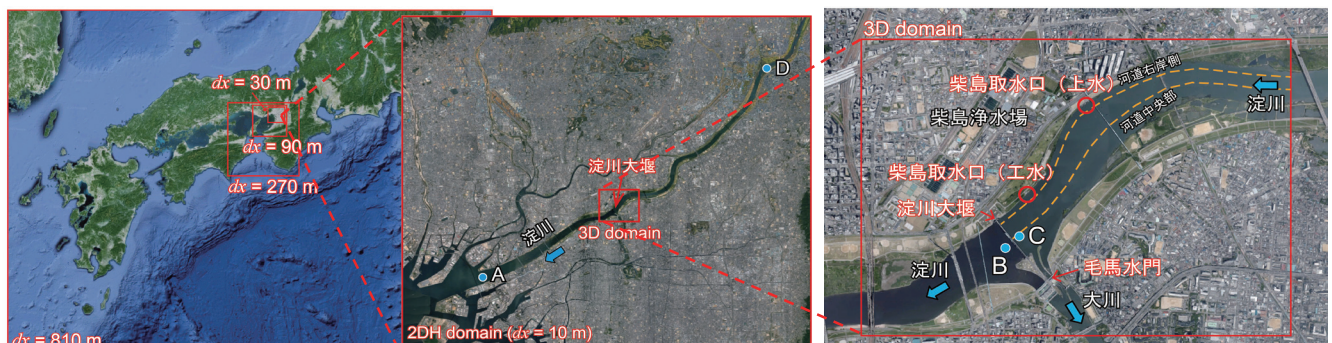 dx = 30 m
dx = 90 m
dx = 270 m
dx = 810 m
D
淀川大堰
3D domain
淀川
A
2DH domain (dx = 10 m)
3D domain
柴島取水口（上水）
河道右岸側
淀川
柴島浄水場
河道中央部
柴島取水口（工水）
淀川大堰
C
B
毛馬水門
淀川
大川